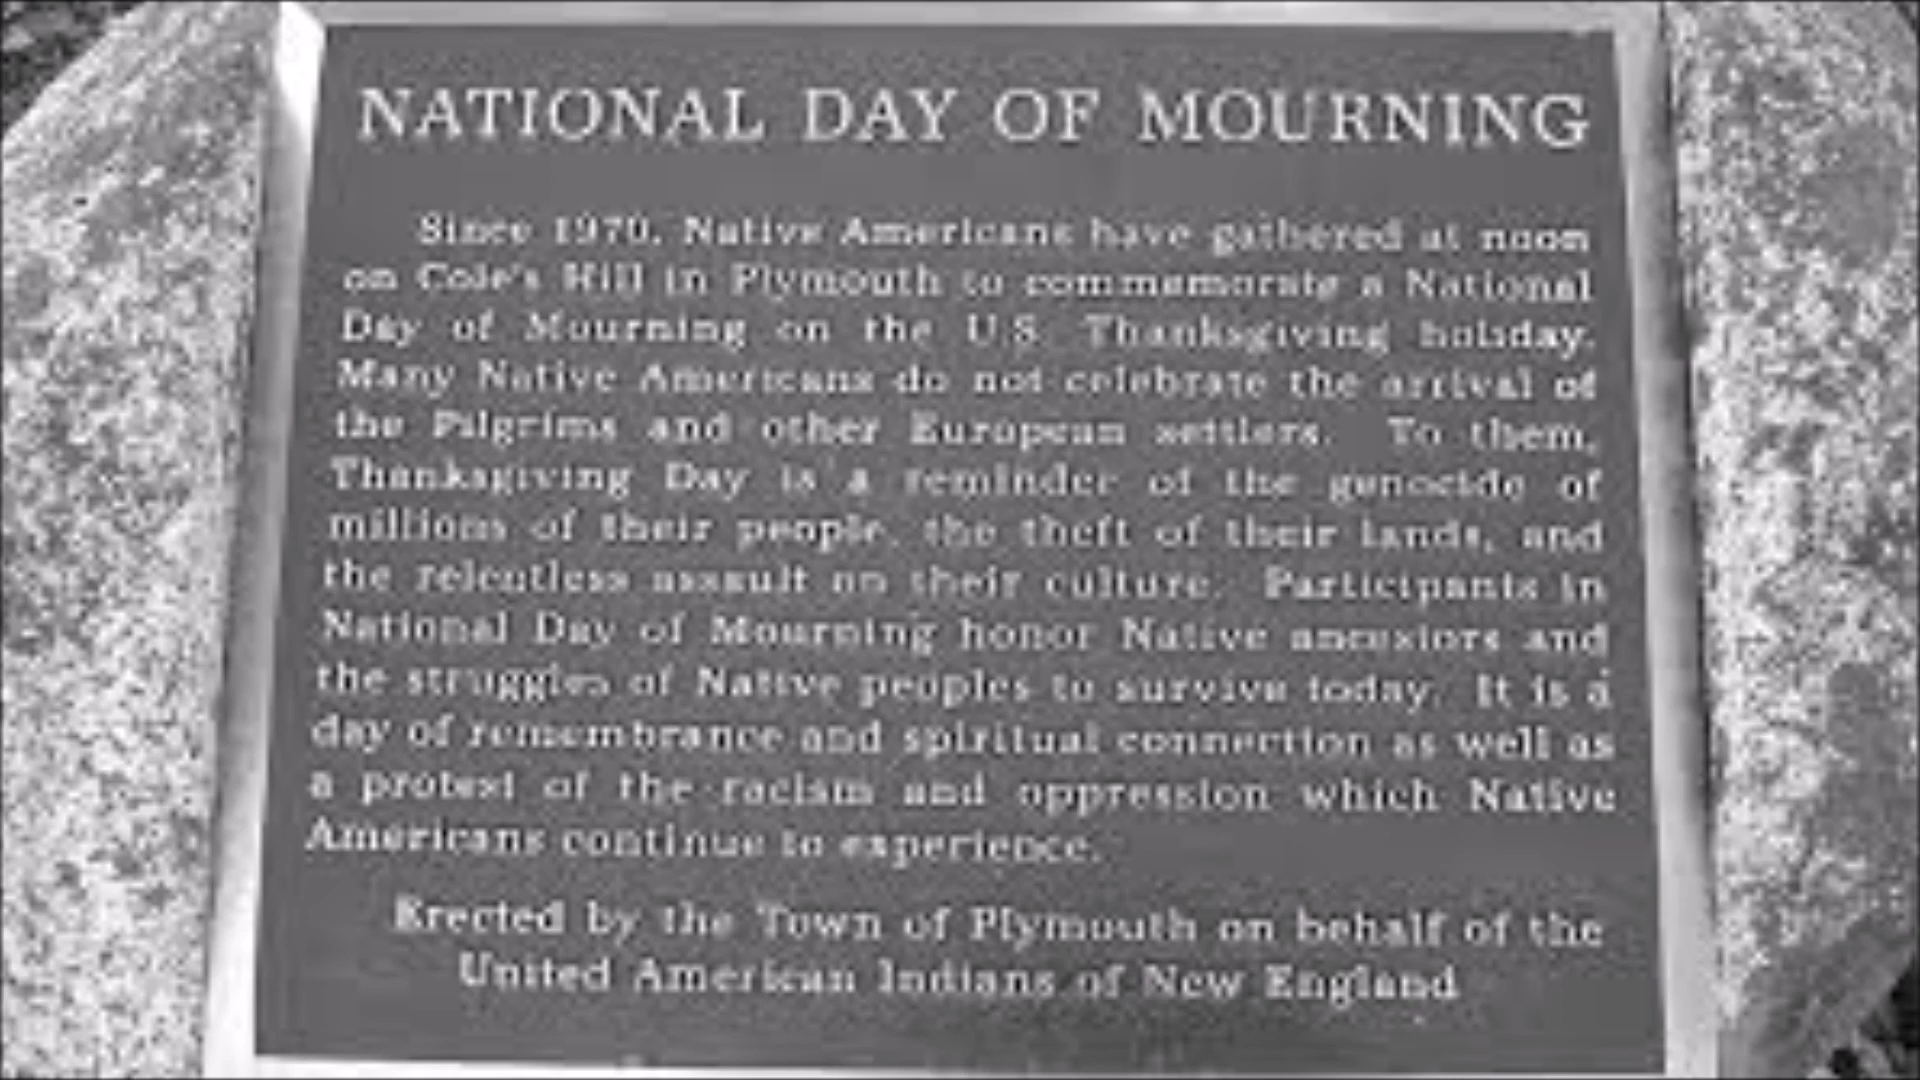 NATIONAL DAY OF MOURNING
Since 1970, Native Americans have gathered at noon
on Cole's Hill in Plymouth to commemorate a National
Day of Mourning on the U.S. Thanksgiving holiday.
Many Native Americans do not celebrate the arrival of
the Pilgrims and other European settlers. To them,
Thanksgiving Day is a reminder of the genocide of
millions of their people, the theft of their lands, and
the relentless assault on their culture. Participants in
National Day of Mourning honor Native ancestors and
the struggles of Native peoples to survive today. It is a
day of remembrance and spiritual connection as well as
a protest of the racism and oppression which Native
Americans continue to experience.
Erected by the Town of Plymouth on behalf of the
United American Indians of New England